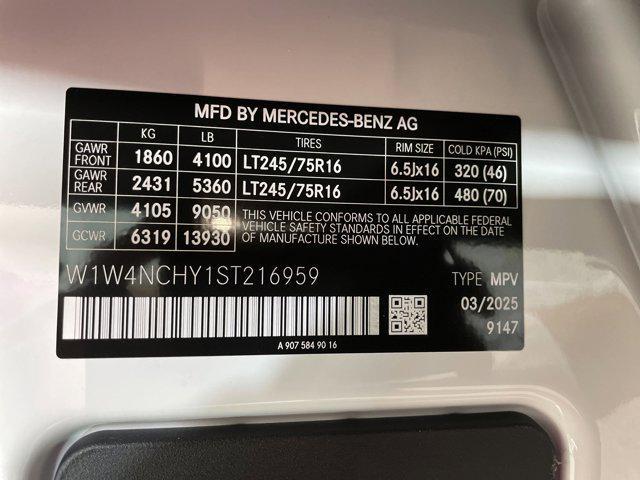 MFD BY MERCEDES-BENZ AG
KG LB TIRES RIM SIZE COLD KPA (PSI)
GAWR FRONT 1860 4100 LT245/75R16 6.5Jx16 320 (46)
GAWR REAR 2431 5360 LT245/75R16 6.5Jx16 480 (70)
GVWR 4105 9050 THIS VEHICLE CONFORMS TO ALL APPLICABLE FEDERAL
VEHICLE SAFETY STANDARDS IN EFFECT ON THE DATE
GCWR 6319 13930 OF MANUFACTURE SHOWN BELOW
W1W4NCHY1ST216959 TYPE MPV
03/2025
9147
A 907 584 90 16